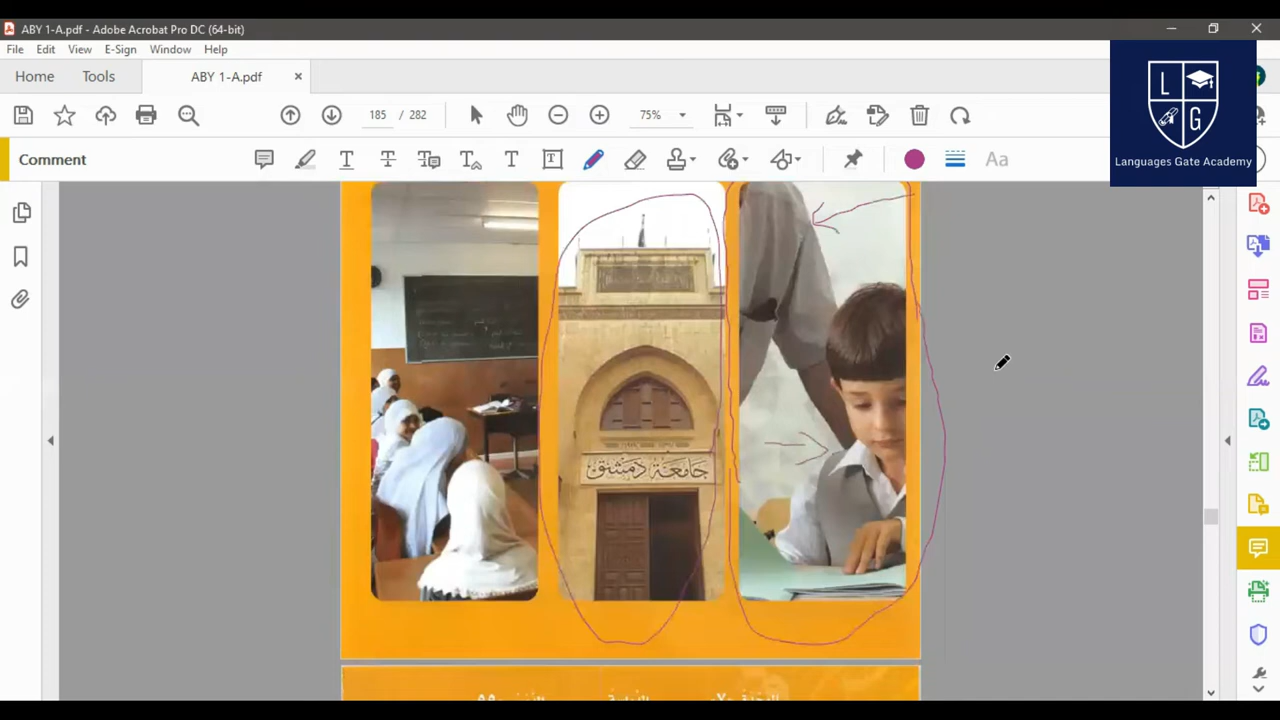 ABY 1-A.pdf - Adobe Acrobat Pro DC (64-bit)
File Edit View E-Sign Window Help
Home Tools ABY 1-A.pdf
185 / 282 75%
Comment
Aa
L
G
Languages Gate Academy
جامعة دمشق